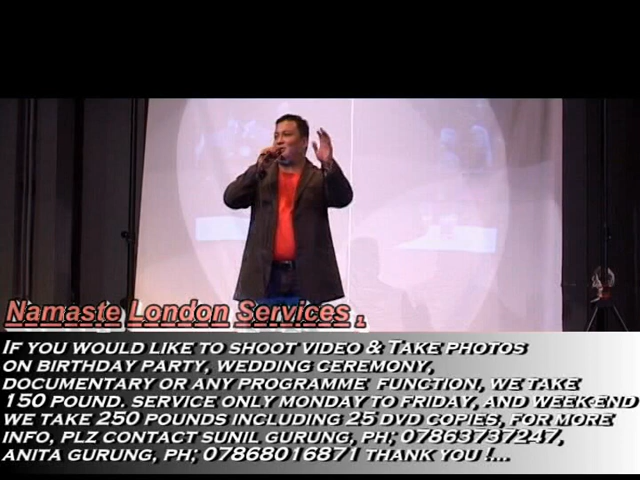 Namaste London Services .
IF YOU WOULD LIKE TO SHOOT VIDEO & TAKE PHOTOS
ON BIRTHDAY PARTY, WEDDING CEREMONY,
DOCUMENTARY OR ANY PROGRAMME FUNCTION, WE TAKE
150 POUND. SERVICE ONLY MONDAY TO FRIDAY, AND WEEK-END
WE TAKE 250 POUNDS INCLUDING 25 DVD COPIES, FOR MORE
INFO, PLZ CONTACT SUNIL GURUNG, PH; 07863737247,
ANITA GURUNG, PH; 07868016871 THANK YOU !...